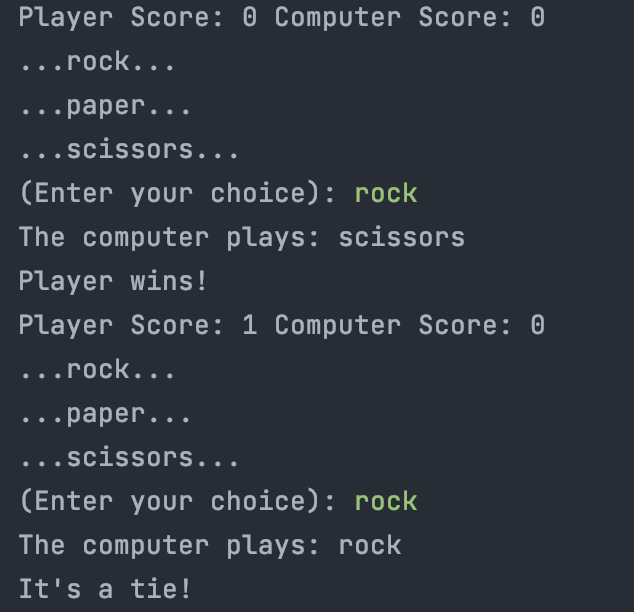 Player Score: 0 Computer Score: 0
...rock...
...paper...
...scissors...
(Enter your choice): rock
The computer plays: scissors
Player wins!
Player Score: 1 Computer Score: 0
...rock...
...paper...
...scissors...
(Enter your choice): rock
The computer plays: rock
It's a tie!